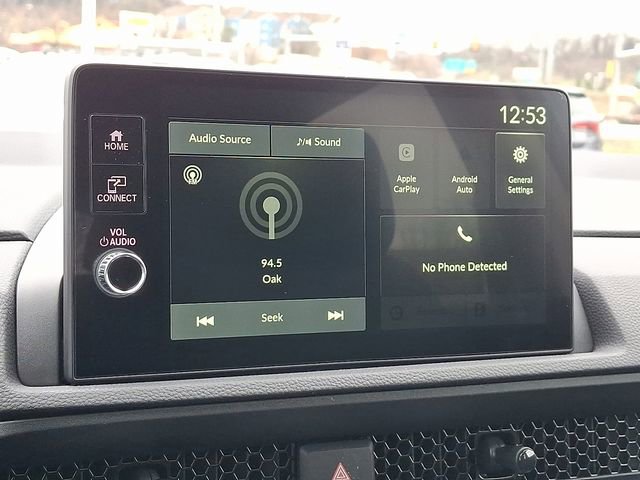 12:53
HOME
CONNECT
VOL
AUDIO
Audio Source
Sound
FM
94.5
Oak
Seek
Apple
CarPlay
Android
Auto
General
Settings
No Phone Detected